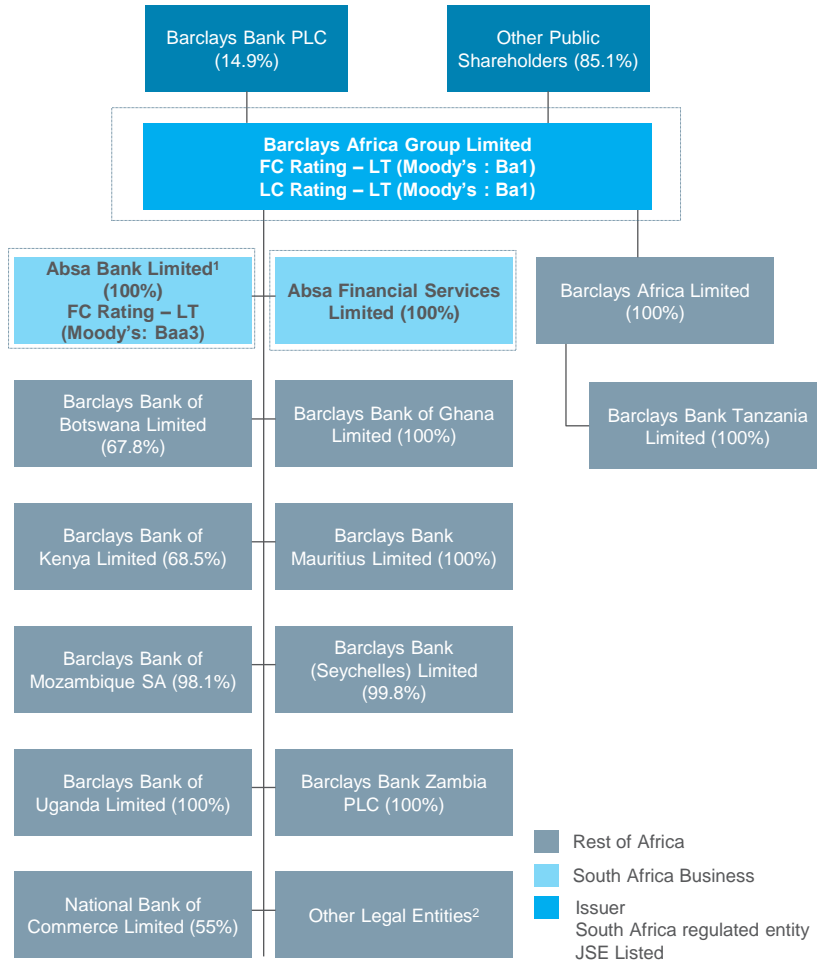 Barclays Bank PLC
(14.9%)
Other Public
Shareholders (85.1%)
Barclays Africa Group Limited
FC Rating – LT (Moody's : Ba1)
LC Rating – LT (Moody's : Ba1)
Absa Bank Limited¹
(100%)
FC Rating – LT
(Moody's: Baa3)
Absa Financial Services
Limited (100%)
Barclays Africa Limited
(100%)
Barclays Bank of
Botswana Limited
(67.8%)
Barclays Bank of Ghana
Limited (100%)
Barclays Bank Tanzania
Limited (100%)
Barclays Bank of
Kenya Limited (68.5%)
Barclays Bank
Mauritius Limited (100%)
Barclays Bank of
Mozambique SA (98.1%)
Barclays Bank
(Seychelles) Limited
(99.8%)
Barclays Bank of
Uganda Limited (100%)
Barclays Bank Zambia
PLC (100%)
National Bank of
Commerce Limited (55%)
Other Legal Entities²
Rest of Africa
South Africa Business
Issuer
South Africa regulated entity
JSE Listed